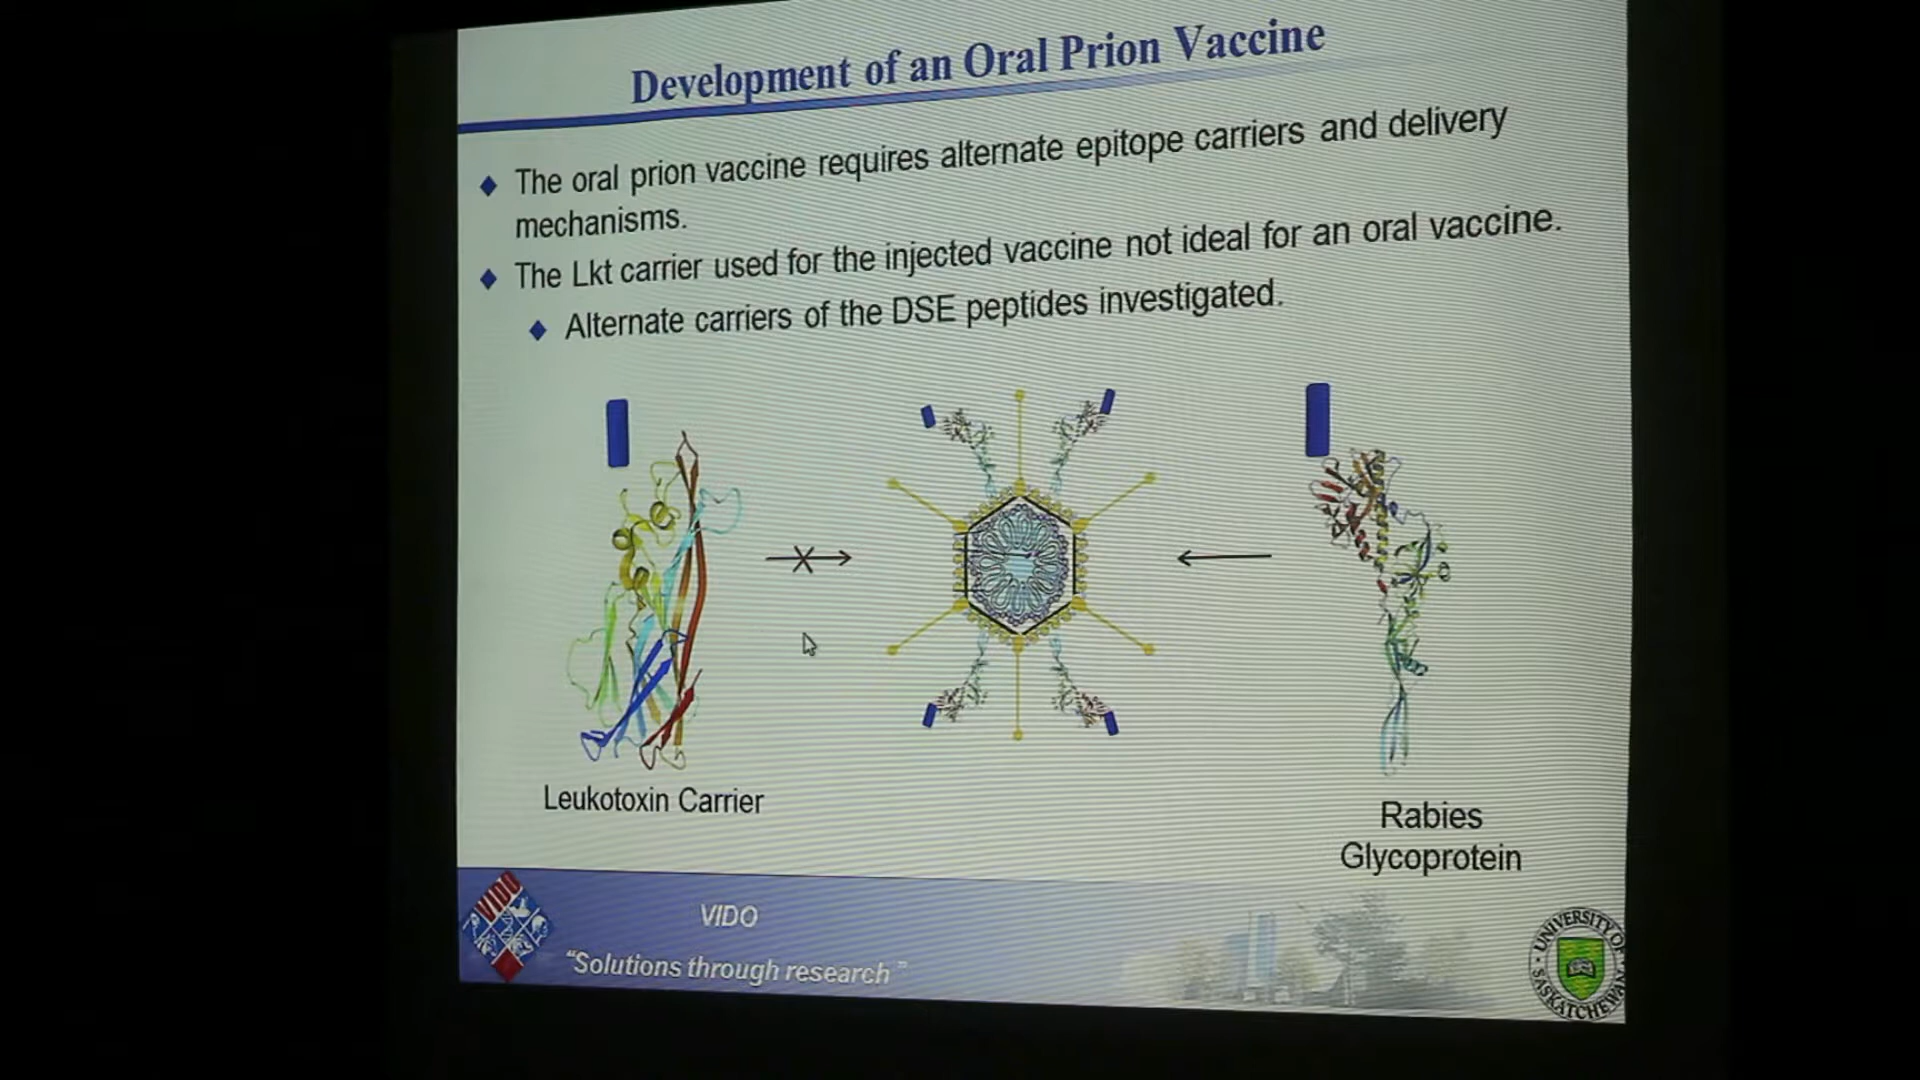 Development of an Oral Prion Vaccine
The oral prion vaccine requires alternate epitope carriers and delivery
mechanisms.
The Lkt carrier used for the injected vaccine not ideal for an oral vaccine.
Alternate carriers of the DSE peptides investigated.
Leukotoxin Carrier
Rabies
Glycoprotein
VIDO
VIDO
“Solutions through research”
UNIVERSITY OF
SASKATCHEWAN